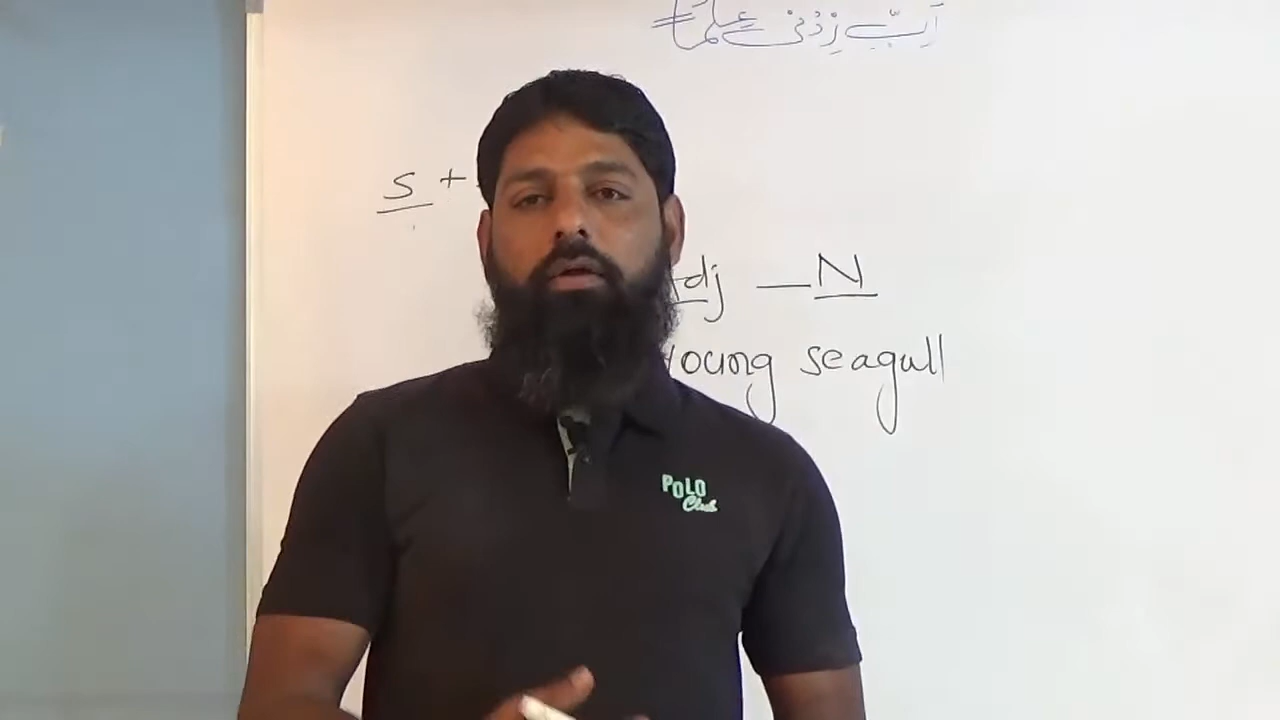 زِدْنِیْ عِلْمًا
S +
dj — N
young seagull
POLO
Club